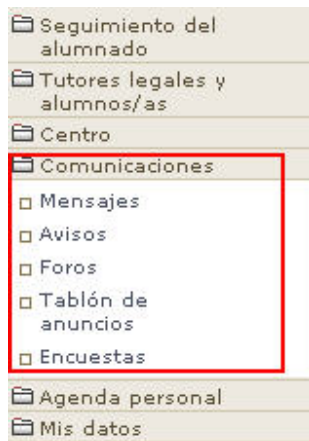 Seguimiento del
alumnado
Tutores legales y
alumnos/as
Centro
Comunicaciones
Mensajes
Avisos
Foros
Tablón de
anuncios
Encuestas
Agenda personal
Mis datos